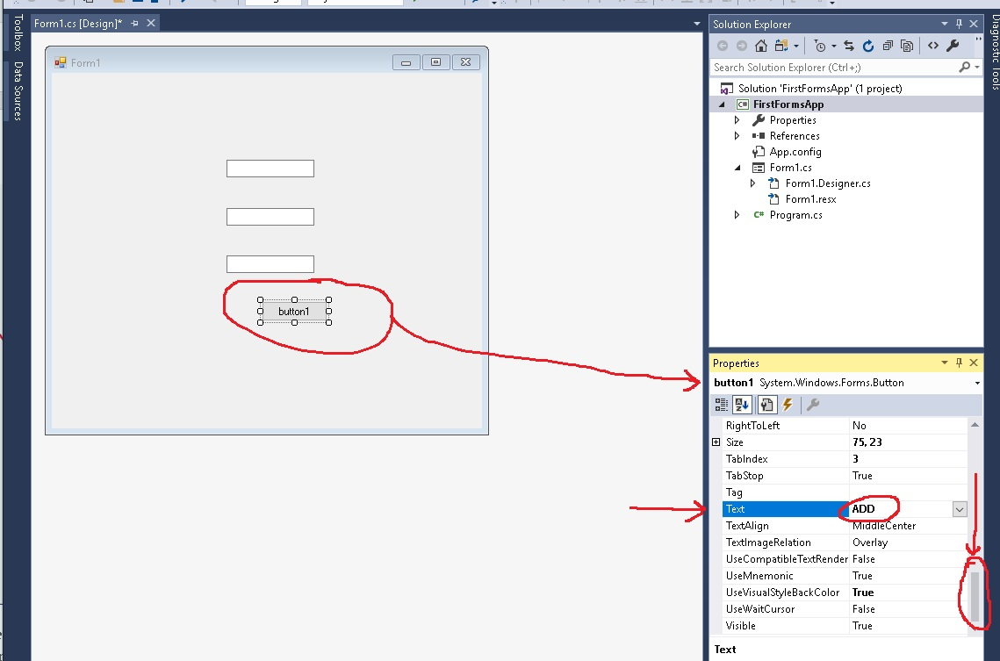 Toolbox
Data Sources
Form1.cs [Design]*
Form1
button1
Solution Explorer
Search Solution Explorer (Ctrl+;)
Solution 'FirstFormsApp' (1 project)
C# FirstFormsApp
Properties
References
App.config
Form1.cs
Form1.Designer.cs
Form1.resx
C# Program.cs
Diagnostic Tools
Properties
button1 System.Windows.Forms.Button
RightToLeft No
Size 75, 23
TabIndex 3
TabStop True
Tag
Text ADD
TextAlign MiddleCenter
TextImageRelation Overlay
UseCompatibleTextRender False
UseMnemonic True
UseVisualStyleBackColor True
UseWaitCursor False
Visible True
Text